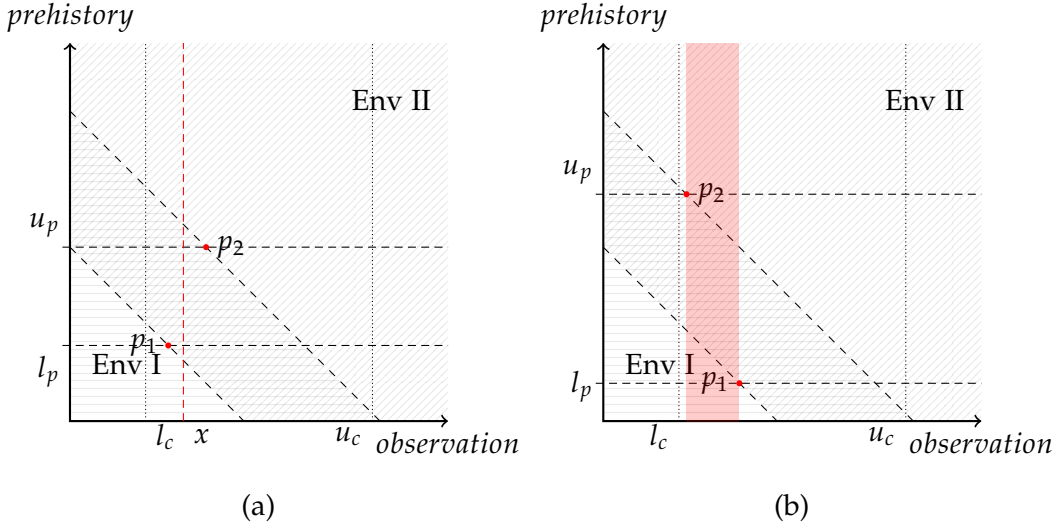 prehistory
Env II
u_p
p_2
p_1
Env I
l_p
l_c
x
u_c
observation
(a)
prehistory
Env II
u_p
p_2
Env I
p_1
l_p
l_c
u_c
observation
(b)